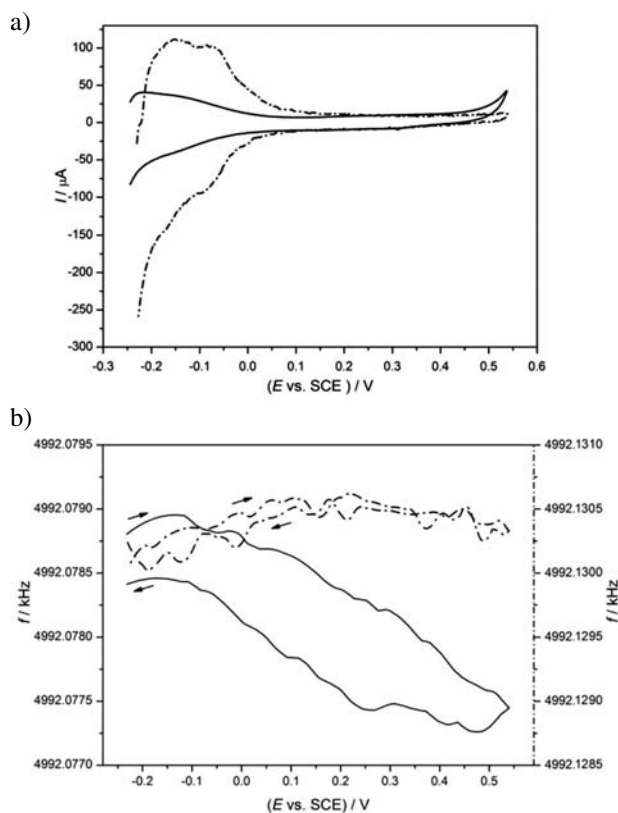 a)
100
50
0
-50
-100
-150
-200
-250
-300
I / μA
-0.3 -0.2 -0.1 0.0 0.1 0.2 0.3 0.4 0.5 0.6
(E vs. SCE ) / V
b)
4992.0795 4992.1310
4992.0790 4992.1305
4992.0785 4992.1300
4992.0780 4992.1295
4992.0775 4992.1290
4992.0770 4992.1285
f / kHz
f / kHz
-0.2 -0.1 0.0 0.1 0.2 0.3 0.4 0.5
(E vs. SCE) / V